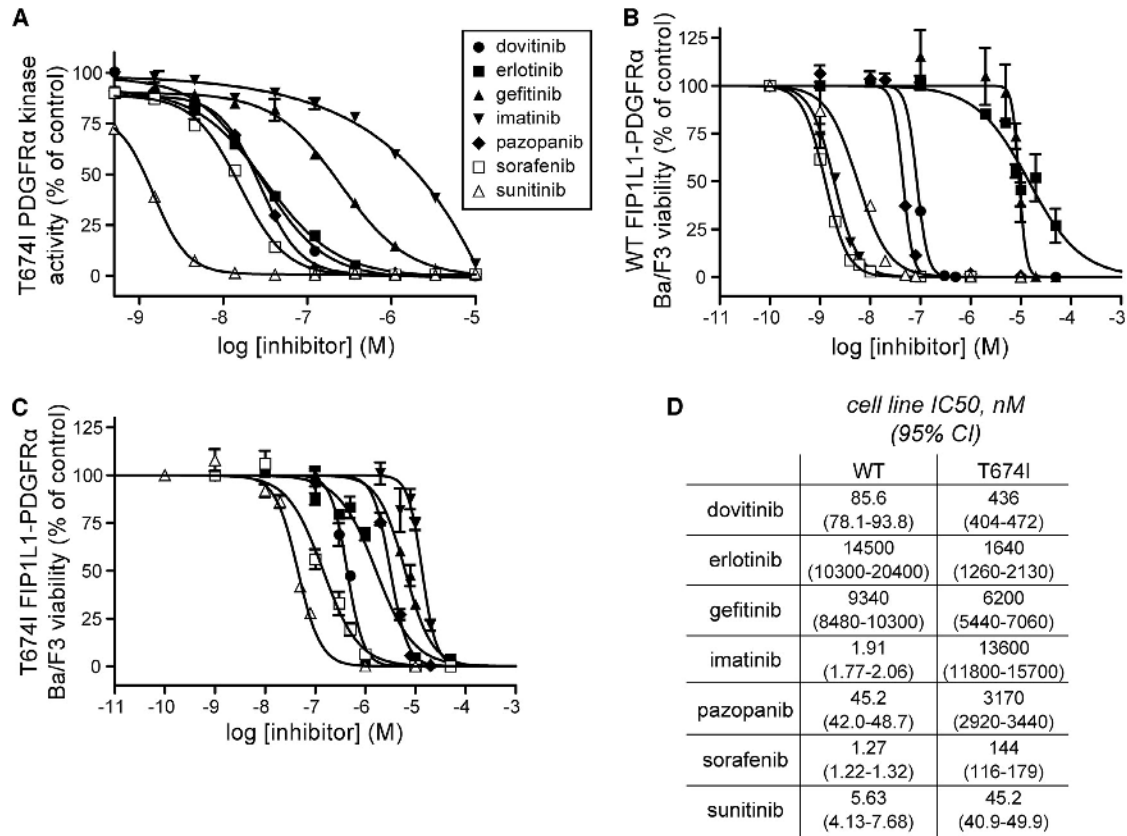 A
T674I PDGFRα kinase
activity (% of control)
100
75
50
25
0
-9
-8
-7
-6
-5
log [inhibitor] (M)
dovitinib
erlotinib
gefitinib
imatinib
pazopanib
sorafenib
sunitinib
B
WT FIP1L1-PDGFRα
Ba/F3 viability (% of control)
125
100
75
50
25
0
-11
-10
-9
-8
-7
-6
-5
-4
-3
log [inhibitor] (M)
C
T674I FIP1L1-PDGFRα
Ba/F3 viability (% of control)
125
100
75
50
25
0
-11
-10
-9
-8
-7
-6
-5
-4
-3
log [inhibitor] (M)
D
cell line IC50, nM
(95% CI)
WT T674I
dovitinib 85.6 436
(78.1-93.8) (404-472)
erlotinib 14500 1640
(10300-20400) (1260-2130)
gefitinib 9340 6200
(8480-10300) (5440-7060)
imatinib 1.91 13600
(1.77-2.06) (11800-15700)
pazopanib 45.2 3170
(42.0-48.7) (2920-3440)
sorafenib 1.27 144
(1.22-1.32) (116-179)
sunitinib 5.63 45.2
(4.13-7.68) (40.9-49.9)